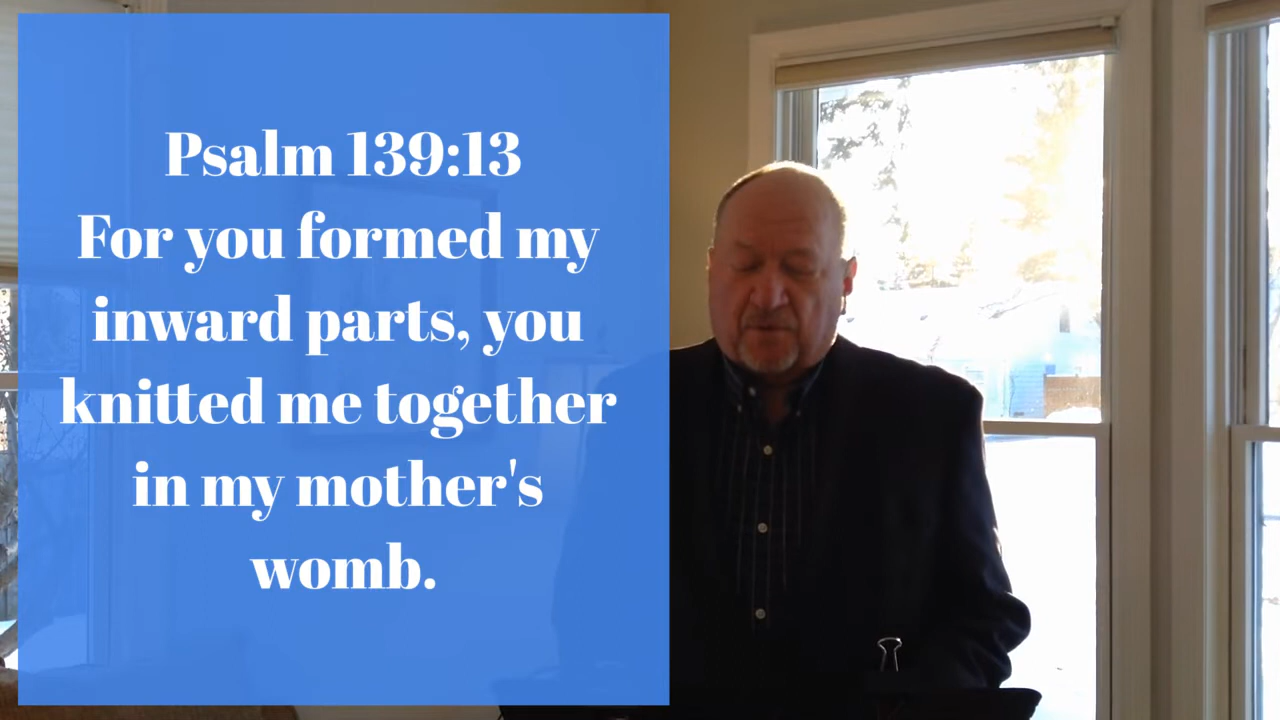 Psalm 139:13
For you formed my
inward parts, you
knitted me together
in my mother's
womb.